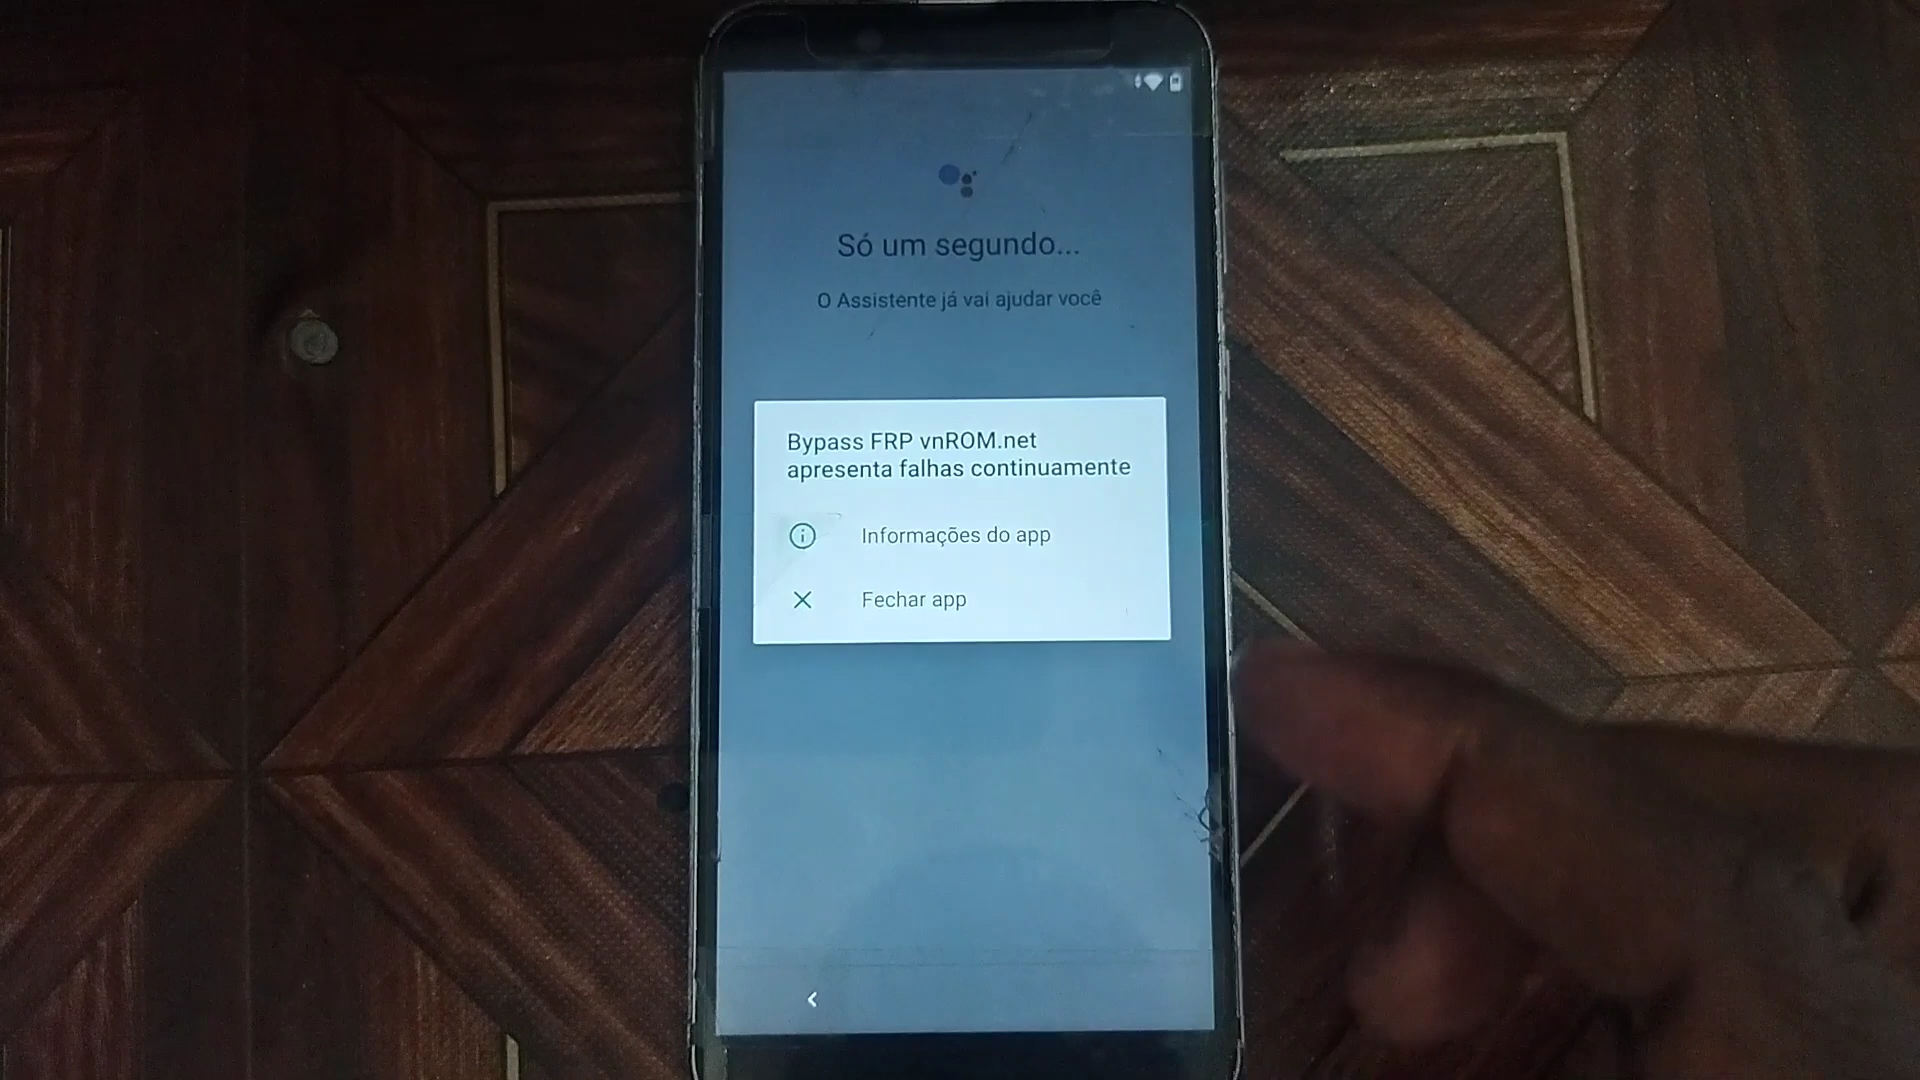 Só um segundo...
O Assistente já vai ajudar você
Bypass FRP vnROM.net
apresenta falhas continuamente
Informações do app
Fechar app